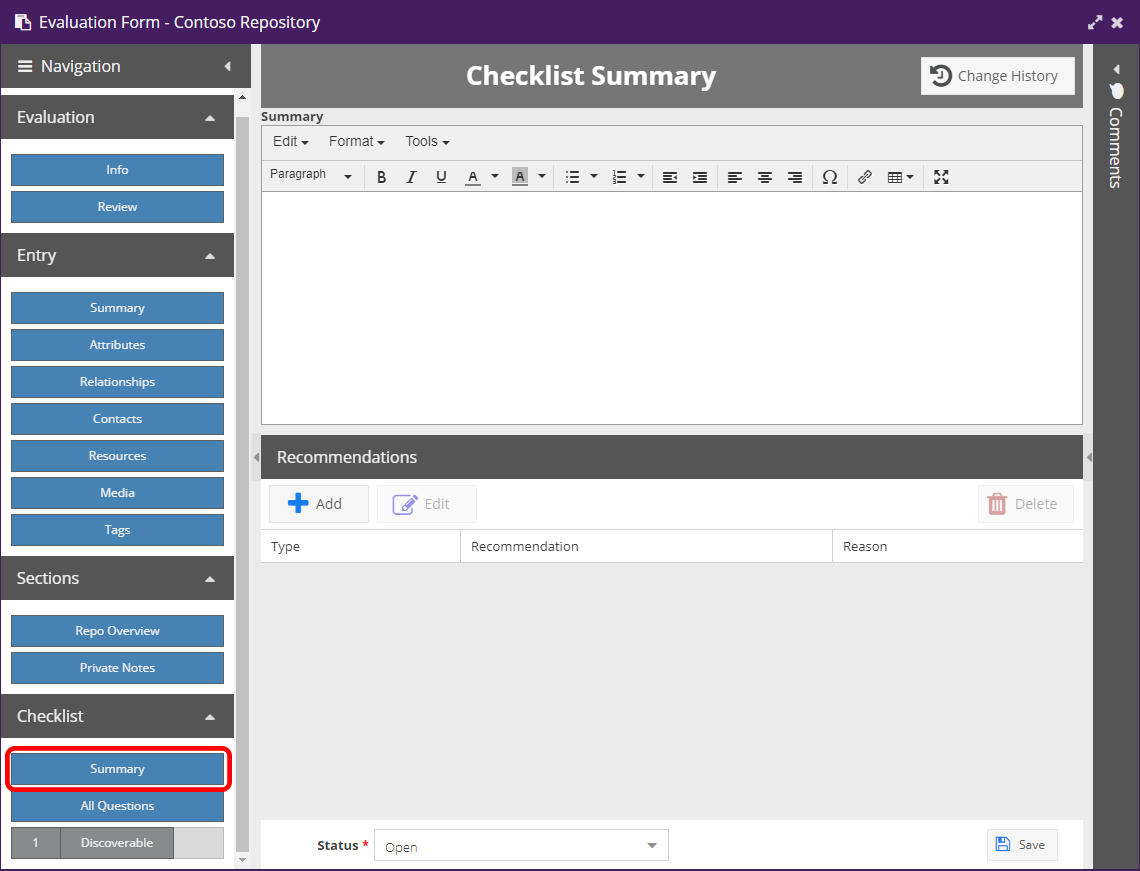 Evaluation Form - Contoso Repository
Navigation
Evaluation
Info
Review
Entry
Summary
Attributes
Relationships
Contacts
Resources
Media
Tags
Sections
Repo Overview
Private Notes
Checklist
Summary
All Questions
1 Discoverable
Checklist Summary
Change History
Summary
Edit Format Tools
Paragraph B I U A A Ω
Recommendations
Add Edit Delete
Type Recommendation Reason
Status * Open
Save
Comments